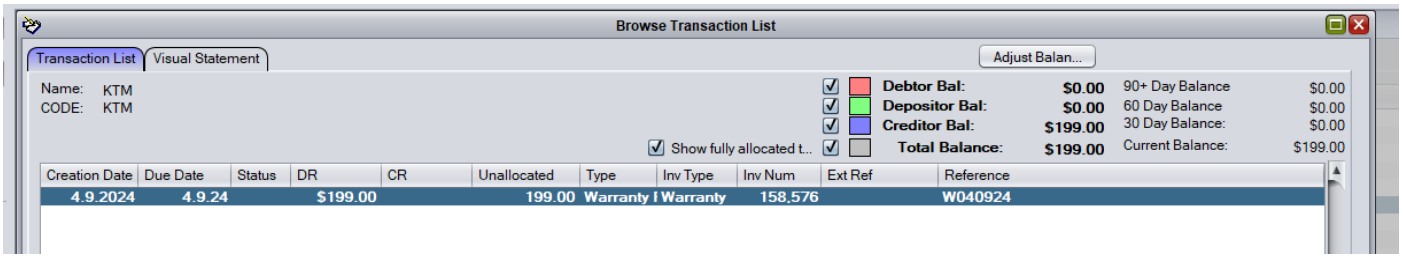 Browse Transaction List
Transaction List Visual Statement Adjust Balan...
Name: KTM Debtor Bal: $0.00 90+ Day Balance $0.00
CODE: KTM Depositor Bal: $0.00 60 Day Balance $0.00
Creditor Bal: $199.00 30 Day Balance: $0.00
Show fully allocated t... Total Balance: $199.00 Current Balance: $199.00
Creation Date Due Date Status DR CR Unallocated Type Inv Type Inv Num Ext Ref Reference
4.9.2024 4.9.24 $199.00 199.00 Warranty Warranty 158,576 W040924